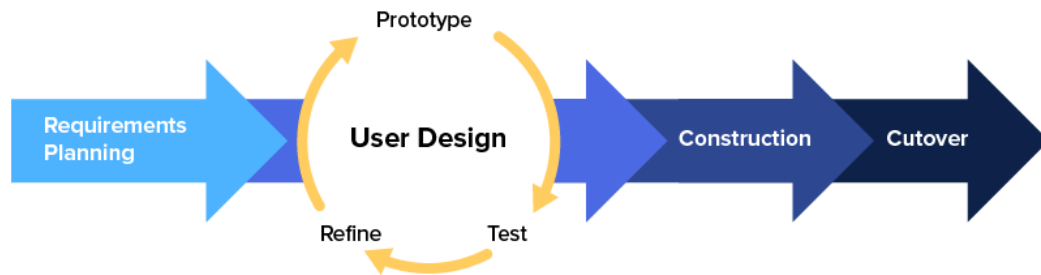 Prototype
Requirements
Planning
User Design
Construction
Cutover
Refine
Test